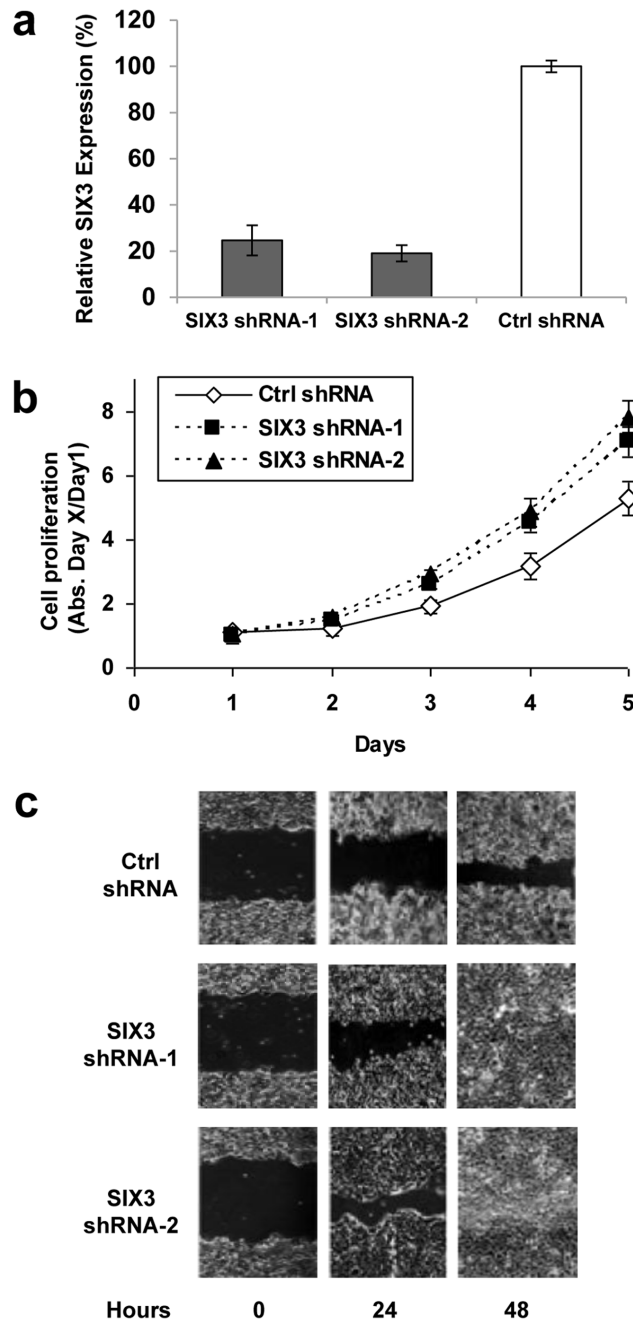 a
Relative SIX3 Expression (%)
120
100
80
60
40
20
0
SIX3 shRNA-1 SIX3 shRNA-2 Ctrl shRNA
b
Cell proliferation
(Abs. Day X/Day1)
8
6
4
2
0
Ctrl shRNA
SIX3 shRNA-1
SIX3 shRNA-2
0 1 2 3 4 5
Days
c
Ctrl
shRNA
SIX3
shRNA-1
SIX3
shRNA-2
Hours 0 24 48